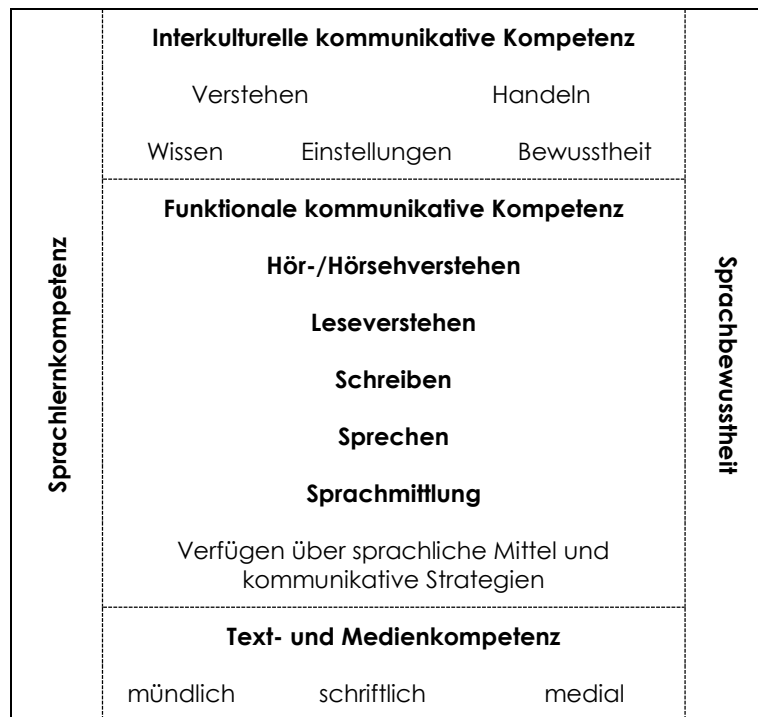 Sprachlernkompetenz
Interkulturelle kommunikative Kompetenz
Verstehen Handeln
Wissen Einstellungen Bewusstheit
Funktionale kommunikative Kompetenz
Hör-/Hörsehverstehen
Leseverstehen
Schreiben
Sprechen
Sprachmittlung
Verfügen über sprachliche Mittel und
kommunikative Strategien
Text- und Medienkompetenz
mündlich schriftlich medial
Sprachbewusstheit